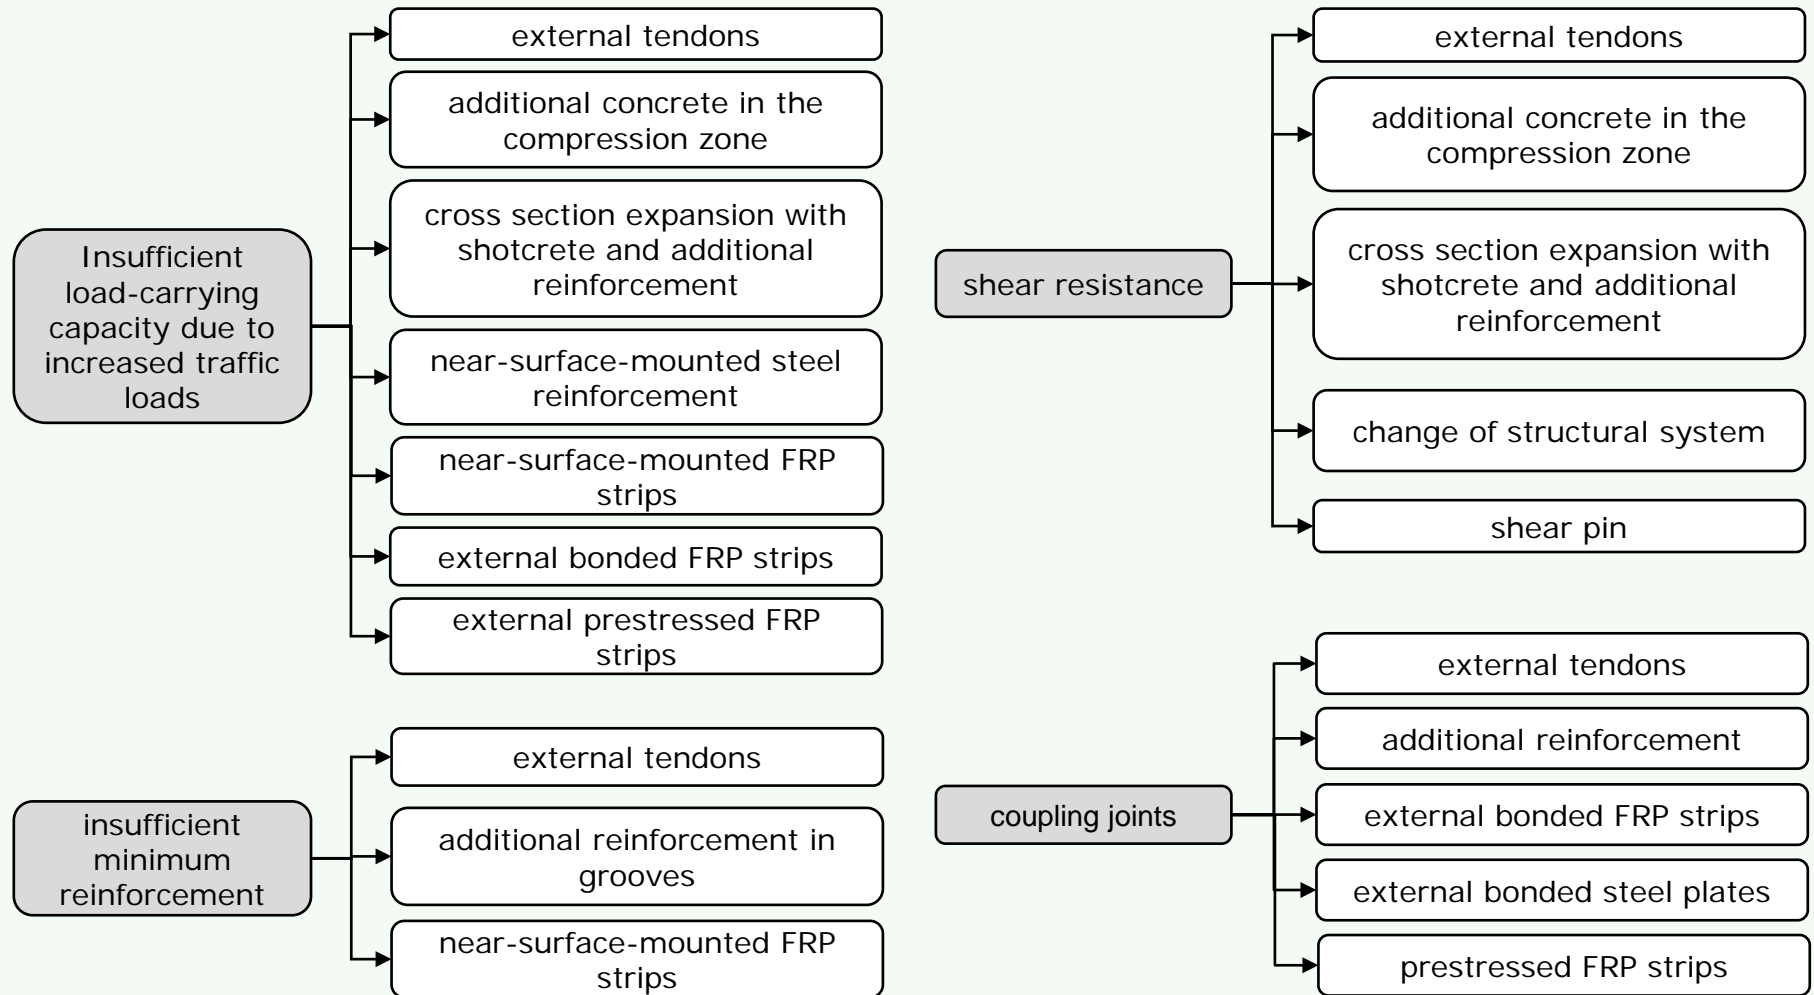 Insufficient
load-carrying
capacity due to
increased traffic
loads
external tendons
additional concrete in the
compression zone
cross section expansion with
shotcrete and additional
reinforcement
near-surface-mounted steel
reinforcement
near-surface-mounted FRP
strips
external bonded FRP strips
external prestressed FRP
strips
insufficient
minimum
reinforcement
external tendons
additional reinforcement in
grooves
near-surface-mounted FRP
strips
shear resistance
external tendons
additional concrete in the
compression zone
cross section expansion with
shotcrete and additional
reinforcement
change of structural system
shear pin
coupling joints
external tendons
additional reinforcement
external bonded FRP strips
external bonded steel plates
prestressed FRP strips